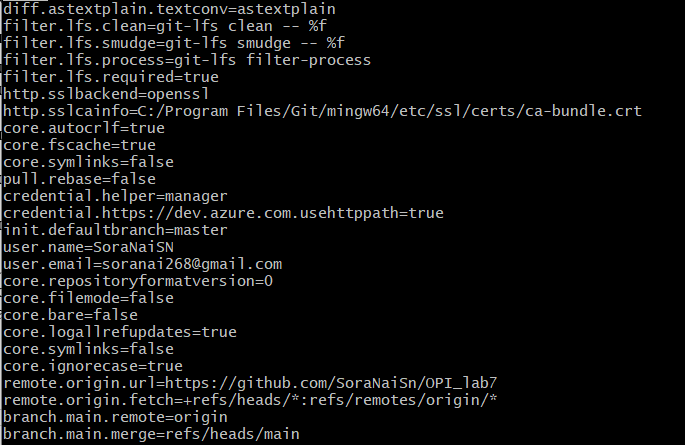 diff.astextplain.textconv=astextplain
filter.lfs.clean=git-lfs clean -- %f
filter.lfs.smudge=git-lfs smudge -- %f
filter.lfs.process=git-lfs filter-process
filter.lfs.required=true
http.sslbackend=openssl
http.sslcainfo=C:/Program Files/Git/mingw64/etc/ssl/certs/ca-bundle.crt
core.autocrlf=true
core.fscache=true
core.symlinks=false
pull.rebase=false
credential.helper=manager
credential.https://dev.azure.com.usehttppath=true
init.defaultbranch=master
user.name=SoraNaiSN
user.email=soranai268@gmail.com
core.repositoryformatversion=0
core.filemode=false
core.bare=false
core.logallrefupdates=true
core.symlinks=false
core.ignorecase=true
remote.origin.url=https://github.com/SoraNaiSn/OPI_lab7
remote.origin.fetch=+refs/heads/*:refs/remotes/origin/*
branch.main.remote=origin
branch.main.merge=refs/heads/main